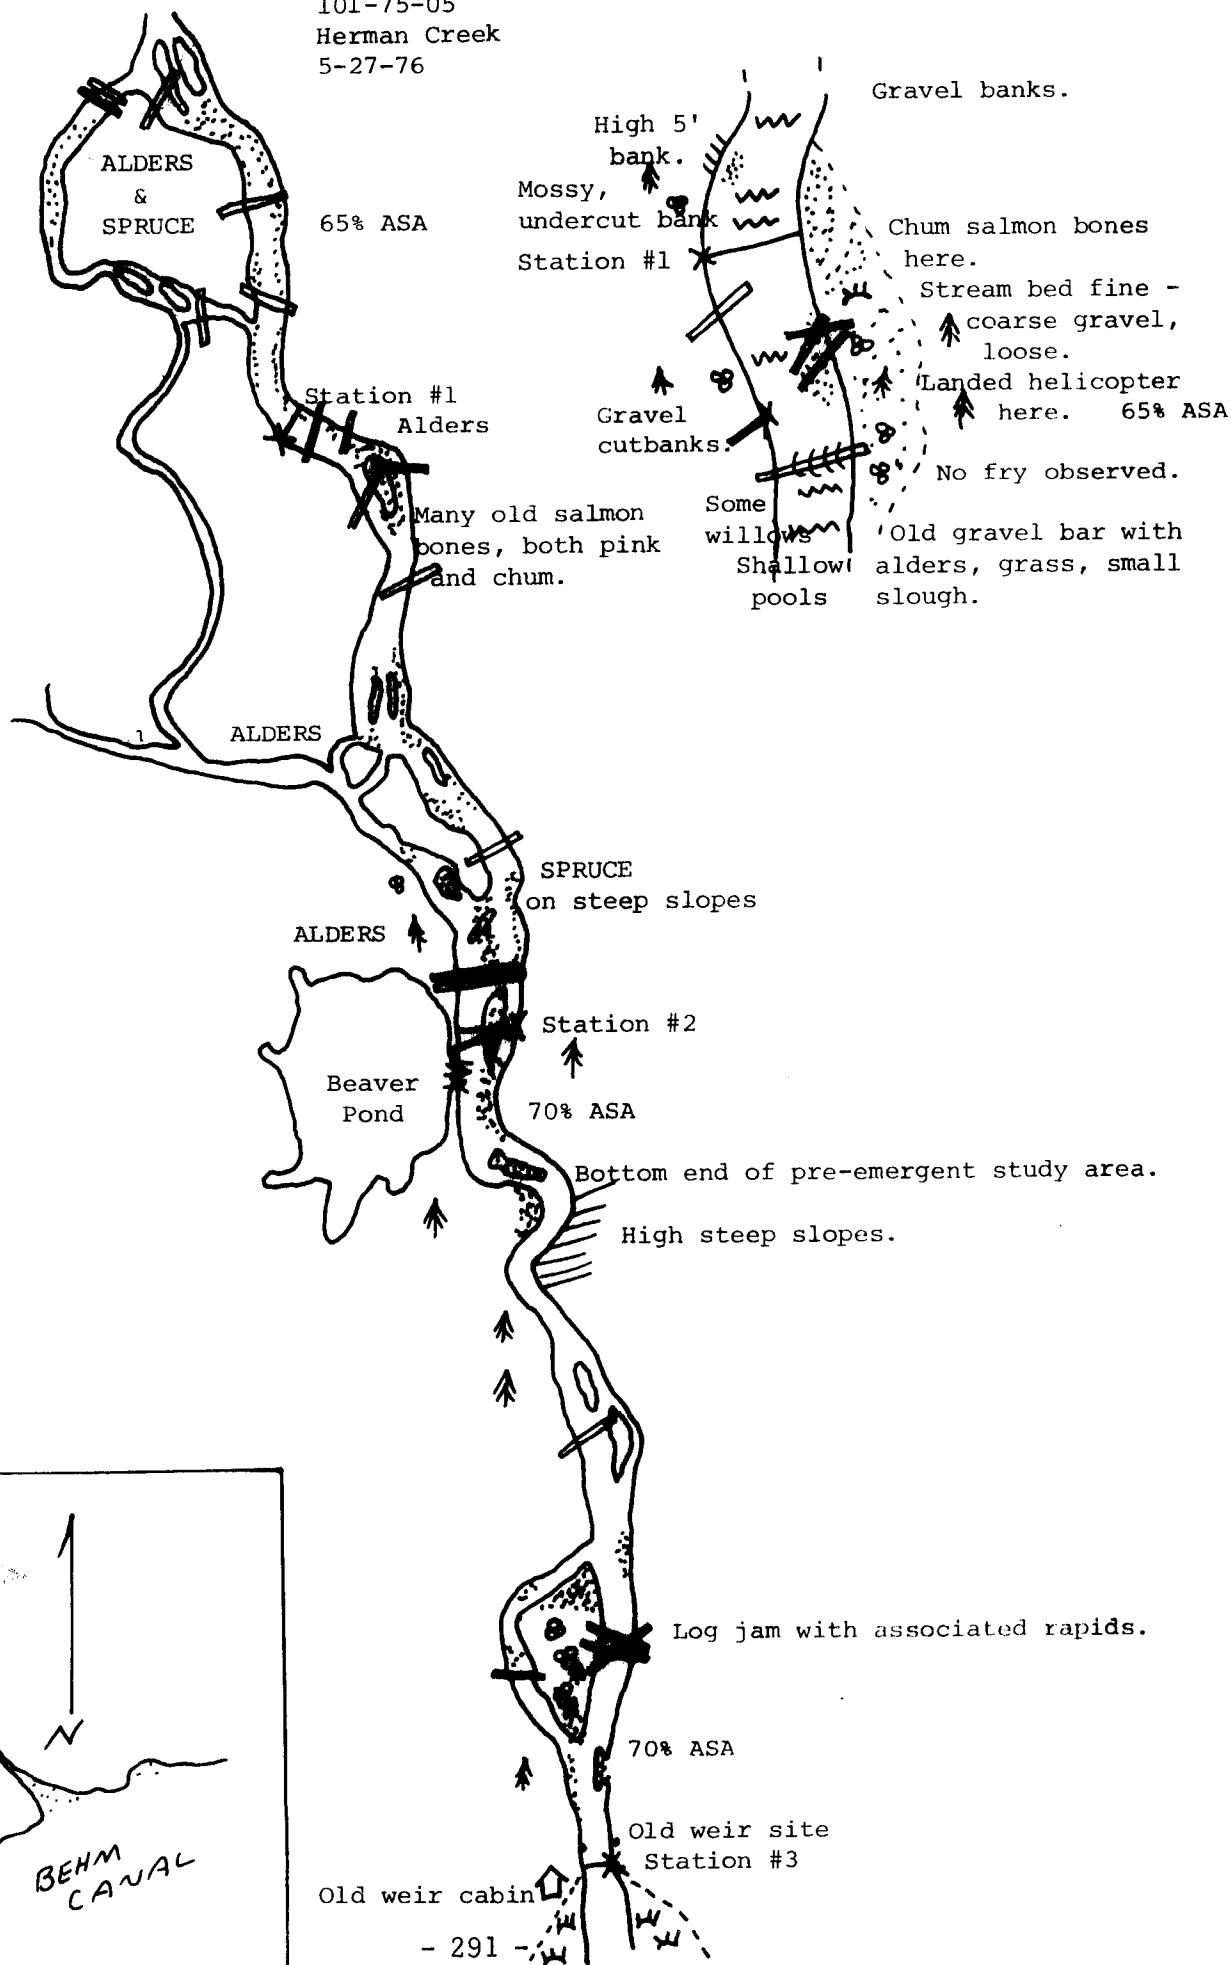 101-75-05
Herman Creek
5-27-76
Gravel banks.
High 5'
bank.
Mossy,
undercut bank
Station #1
Chum salmon bones
here.
Stream bed fine -
coarse gravel,
loose.
Landed helicopter
here. 65% ASA
Gravel
cutbanks.
No fry observed.
Some
willows
Shallow
pools
Old gravel bar with
alders, grass, small
slough.
ALDERS
&
SPRUCE
65% ASA
Station #1
Alders
Many old salmon
bones, both pink
and chum.
ALDERS
SPRUCE
on steep slopes
ALDERS
Station #2
Beaver
Pond
70% ASA
Bottom end of pre-emergent study area.
High steep slopes.
Log jam with associated rapids.
70% ASA
Old weir site
Station #3
Old weir cabin
N
BEHM
CANAL
- 291 -